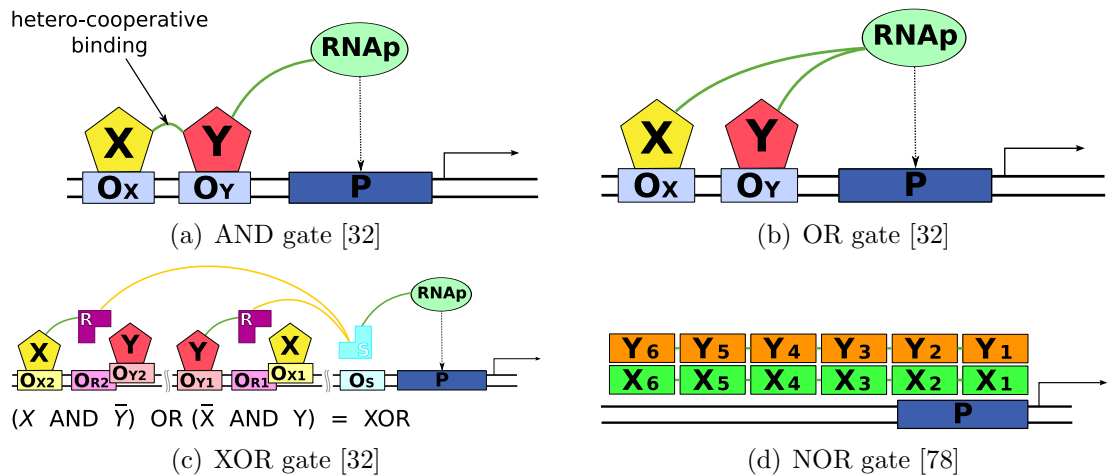 hetero-cooperative
binding
RNAp
X Y
OX OY P
(a) AND gate [32]
RNAp
X Y
OX OY P
(b) OR gate [32]
R R S RNAp
X Y Y X
OX2 OR2 OY2 OY1 OR1 OX1 OS P
(X AND Y̅) OR (X̅ AND Y) = XOR
(c) XOR gate [32]
Y6 Y5 Y4 Y3 Y2 Y1
X6 X5 X4 X3 X2 X1
P
(d) NOR gate [78]